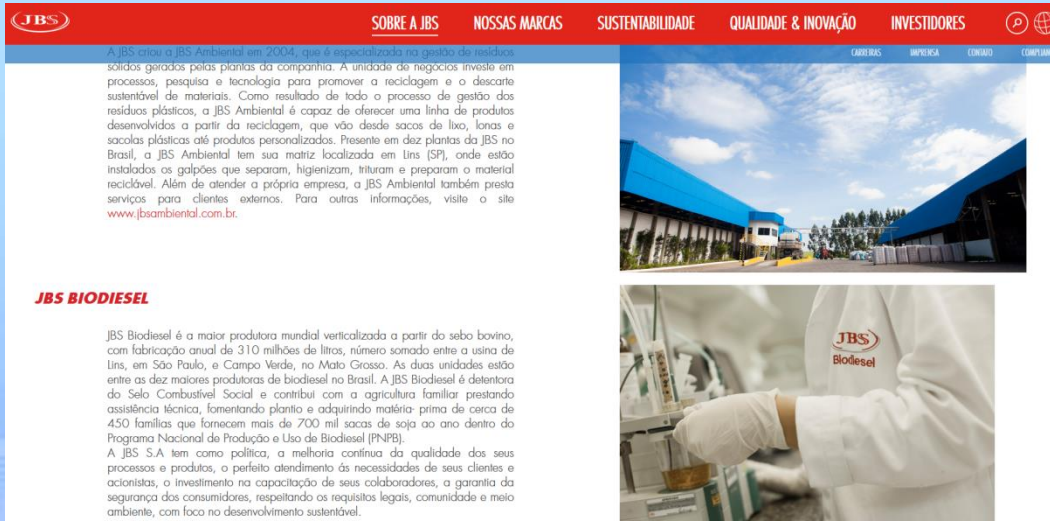 JBS
SOBRE A JBS NOSSAS MARCAS SUSTENTABILIDADE QUALIDADE & INOVAÇÃO INVESTIDORES
CARREIRAS IMPRENSA CONTATO COMPLIAN
A JBS criou a JBS Ambiental em 2004, que é especializada na gestão de resíduos
sólidos gerados pelas plantas da companhia. A unidade de negócios investe em
processos, pesquisa e tecnologia para promover a reciclagem e o descarte
sustentável de materiais. Como resultado de todo o processo de gestão dos
resíduos plásticos, a JBS Ambiental é capaz de oferecer uma linha de produtos
desenvolvidos a partir da reciclagem, que vão desde sacos de lixo, lonas e
sacolas plásticas até produtos personalizados. Presente em dez plantas da JBS no
Brasil, a JBS Ambiental tem sua matriz localizada em Lins (SP), onde estão
instalados os galpões que separam, higienizam, trituram e preparam o material
reciclável. Além de atender a própria empresa, a JBS Ambiental também presta
serviços para clientes externos. Para outras informações, visite o site
www.jbsambiental.com.br.
JBS BIODIESEL
JBS Biodiesel é a maior produtora mundial verticalizada a partir do sebo bovino,
com fabricação anual de 310 milhões de litros, número somado entre a usina de
Lins, em São Paulo, e Campo Verde, no Mato Grosso. As duas unidades estão
entre as dez maiores produtoras de biodiesel no Brasil. A JBS Biodiesel é detentora
do Selo Combustível Social e contribui com a agricultura familiar prestando
assistência técnica, fomentando plantio e adquirindo matéria- prima de cerca de
450 famílias que fornecem mais de 700 mil sacas de soja ao ano dentro do
Programa Nacional de Produção e Uso de Biodiesel (PNPB).
A JBS S.A tem como política, a melhoria contínua da qualidade dos seus
processos e produtos, o perfeito atendimento ás necessidades de seus clientes e
acionistas, o investimento na capacitação de seus colaboradores, a garantia da
segurança dos consumidores, respeitando os requisitos legais, comunidade e meio
ambiente, com foco no desenvolvimento sustentável.
JBS
Biodiesel